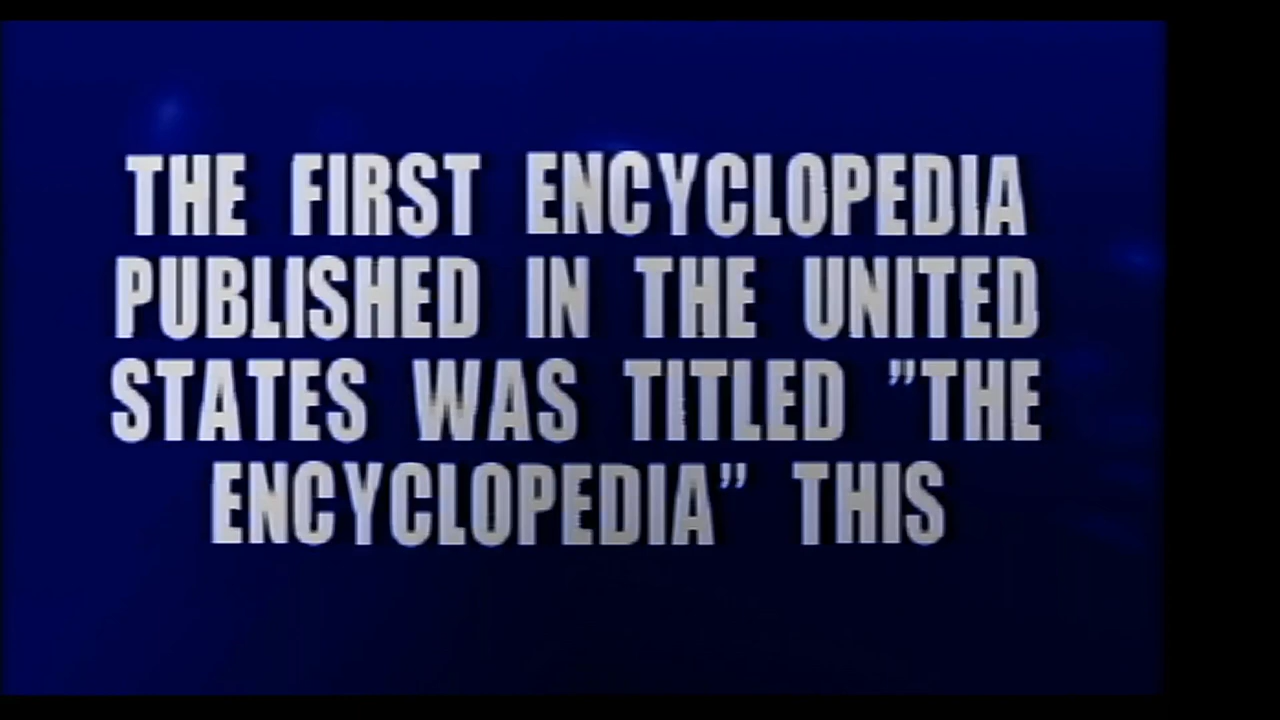 THE FIRST ENCYCLOPEDIA
PUBLISHED IN THE UNITED
STATES WAS TITLED "THE
ENCYCLOPEDIA" THIS